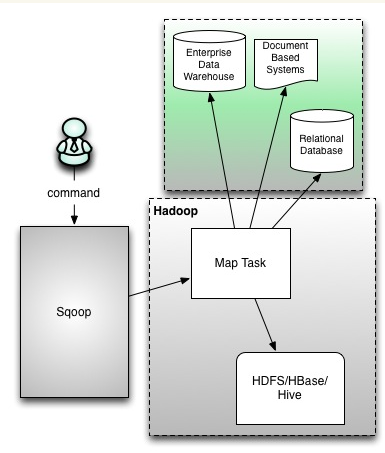 Enterprise
Data
Warehouse
Document
Based
Systems
Relational
Database
command
Hadoop
Sqoop
Map Task
HDFS/HBase/
Hive